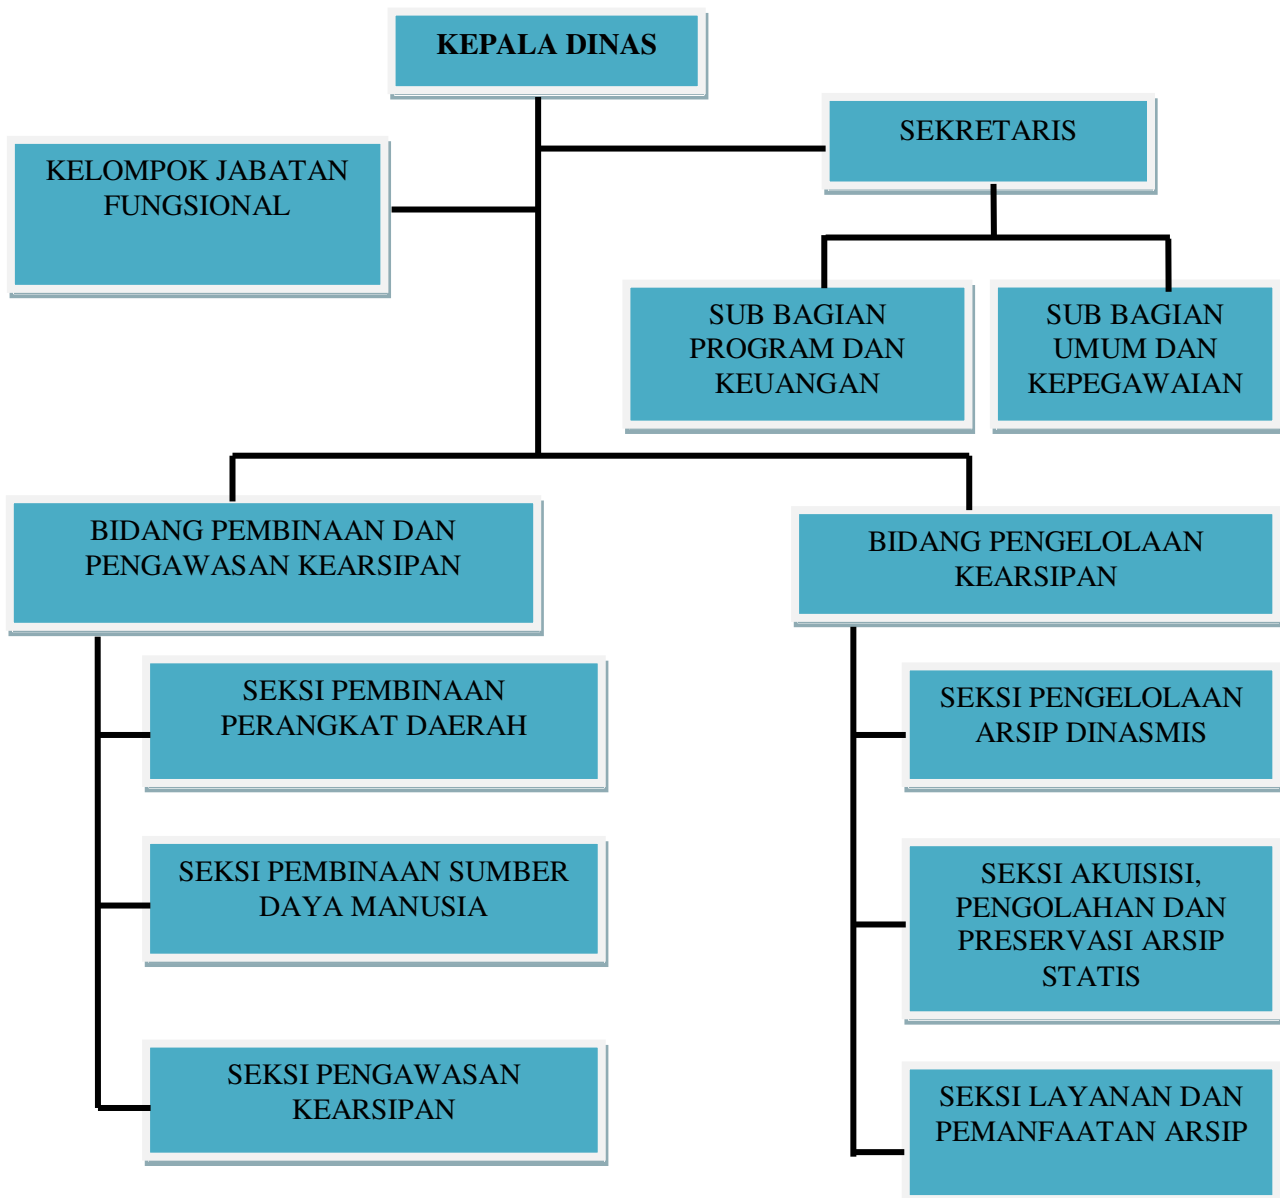 KEPALA DINAS
SEKRETARIS
KELOMPOK JABATAN
FUNGSIONAL
SUB BAGIAN
PROGRAM DAN
KEUANGAN
SUB BAGIAN
UMUM DAN
KEPEGAWAIAN
BIDANG PEMBINAAN DAN
PENGAWASAN KEARSIPAN
BIDANG PENGELOLAAN
KEARSIPAN
SEKSI PEMBINAAN
PERANGKAT DAERAH
SEKSI PEMBINAAN SUMBER
DAYA MANUSIA
SEKSI PENGAWASAN
KEARSIPAN
SEKSI PENGELOLAAN
ARSIP DINASMIS
SEKSI AKUISISI,
PENGOLAHAN DAN
PRESERVASI ARSIP
STATIS
SEKSI LAYANAN DAN
PEMANFAATAN ARSIP